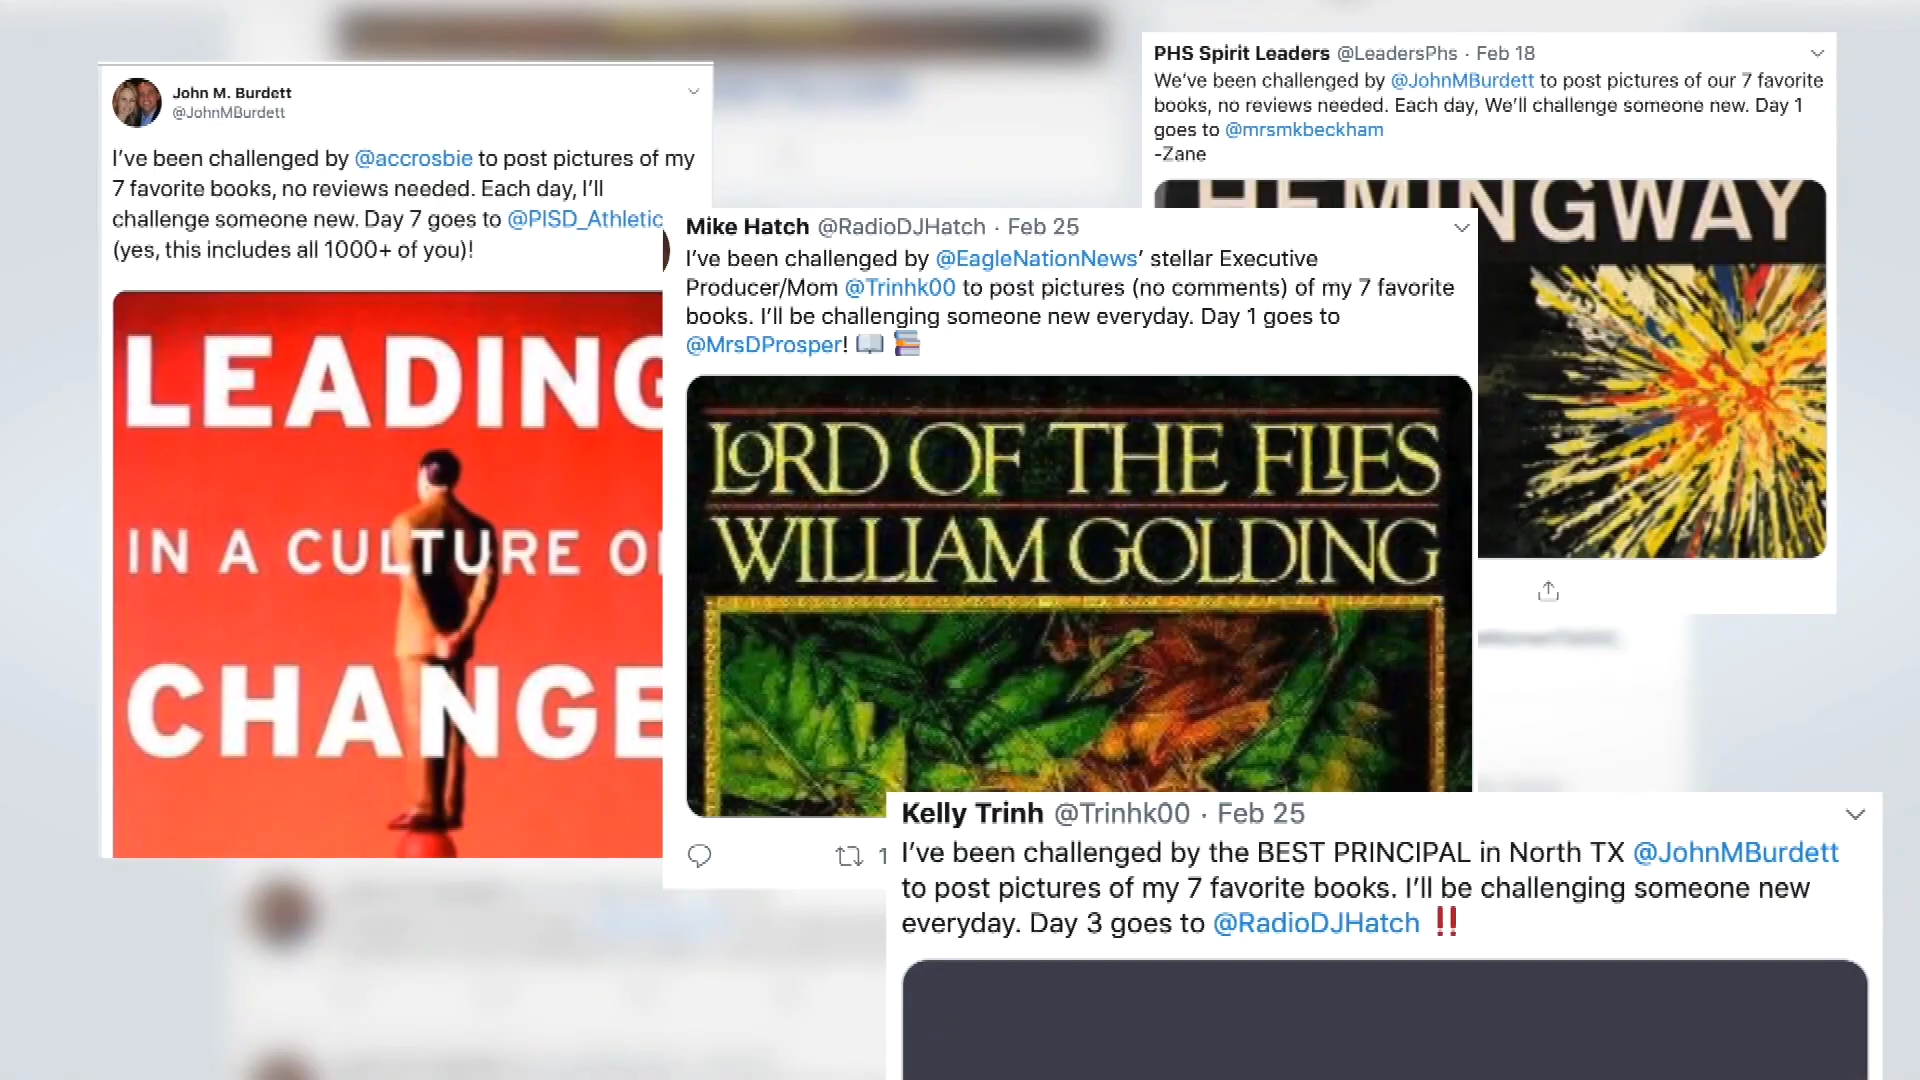 John M. Burdett
@JohnMBurdett
I've been challenged by @accrosbie to post pictures of my
7 favorite books, no reviews needed. Each day, I'll
challenge someone new. Day 7 goes to @PISD_Athletic
(yes, this includes all 1000+ of you)!
LEADING
IN A CULTURE OF
CHANGE
PHS Spirit Leaders @LeadersPhs · Feb 18
We've been challenged by @JohnMBurdett to post pictures of our 7 favorite
books, no reviews needed. Each day, We'll challenge someone new. Day 1
goes to @mrsmkbeckham
-Zane
HEMINGWAY
Mike Hatch @RadioDJHatch · Feb 25
I've been challenged by @EagleNationNews' stellar Executive
Producer/Mom @Trinhk00 to post pictures (no comments) of my 7 favorite
books. I'll be challenging someone new everyday. Day 1 goes to
@MrsDProsper! 📖 📚
LORD OF THE FLIES
WILLIAM GOLDING
1
Kelly Trinh @Trinhk00 · Feb 25
I've been challenged by the BEST PRINCIPAL in North TX @JohnMBurdett
to post pictures of my 7 favorite books. I'll be challenging someone new
everyday. Day 3 goes to @RadioDJHatch ‼️